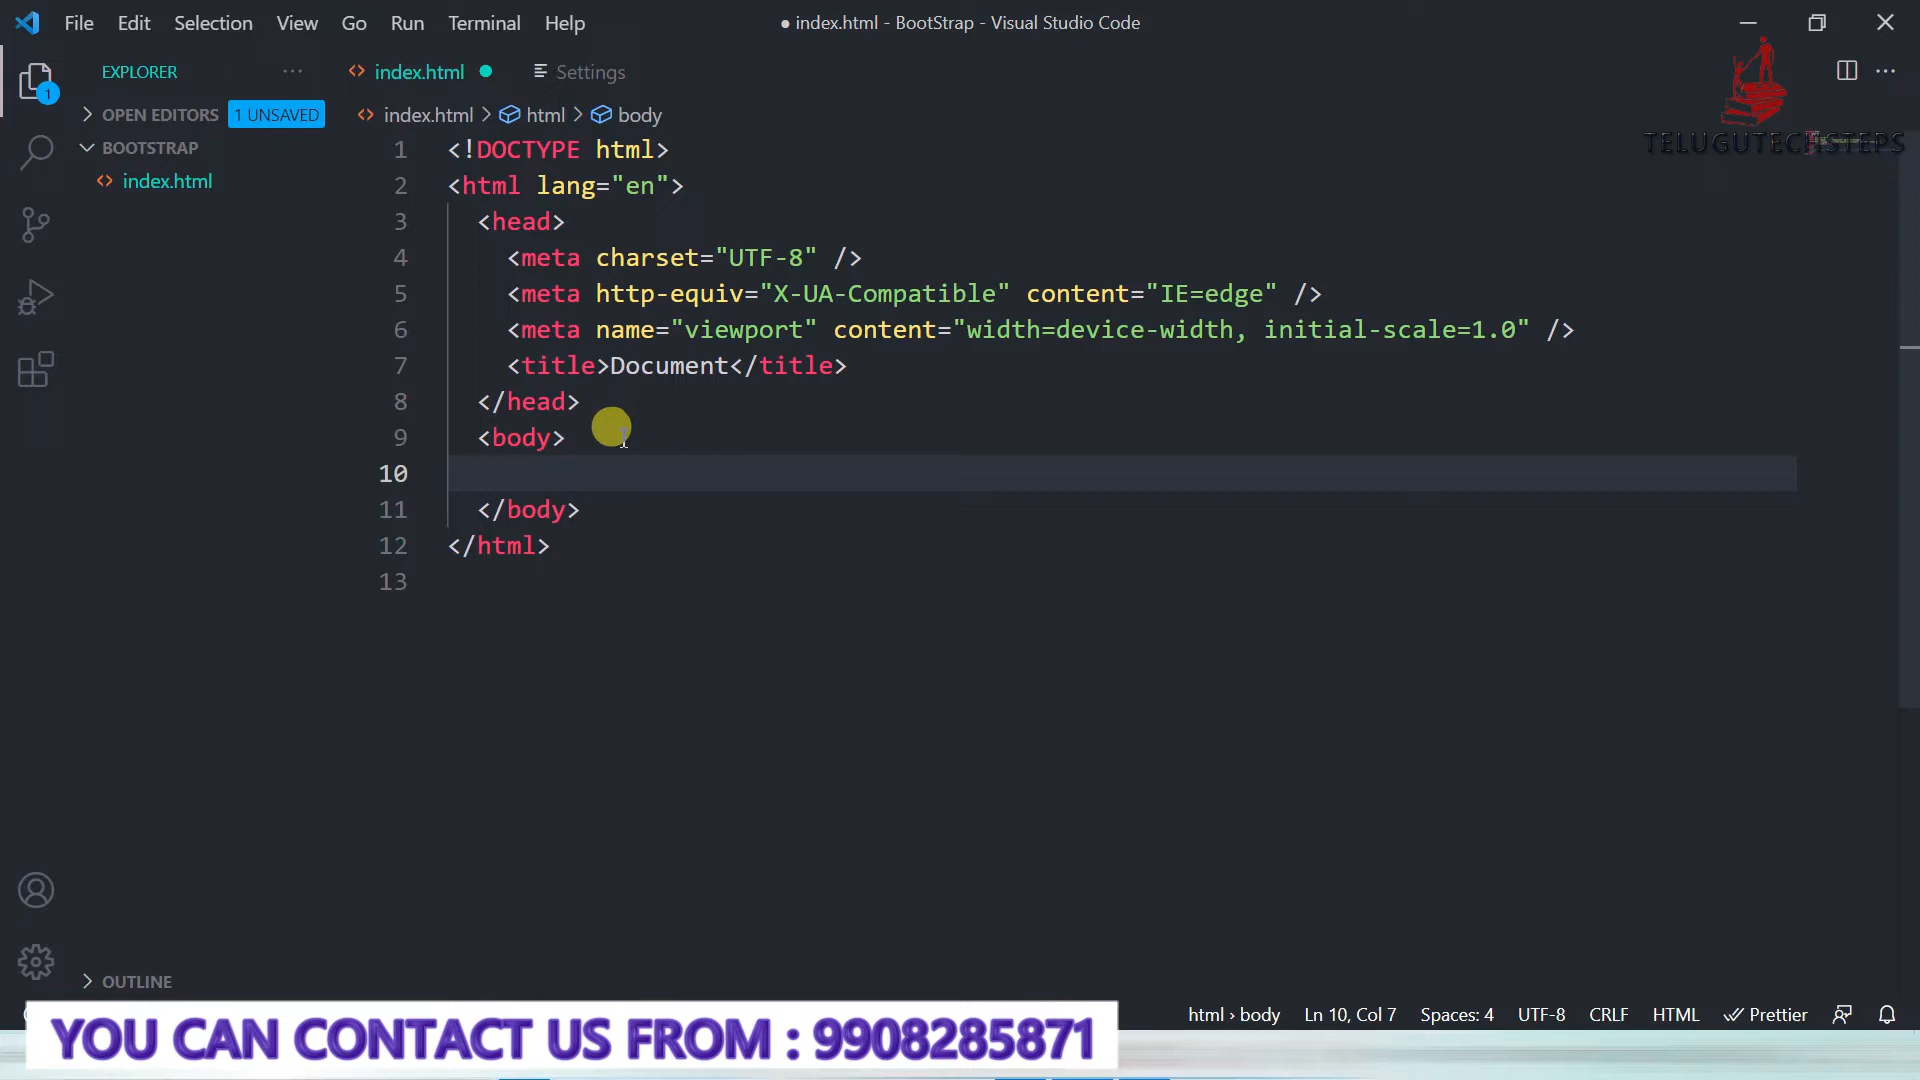 File Edit Selection View Go Run Terminal Help
● index.html - BootStrap - Visual Studio Code
EXPLORER
index.html
Settings
1
OPEN EDITORS 1 UNSAVED
index.html > html > body
BOOTSTRAP
index.html
TELUGUTECHSTEPS
1 <!DOCTYPE html>
2 <html lang="en">
3 <head>
4 <meta charset="UTF-8" />
5 <meta http-equiv="X-UA-Compatible" content="IE=edge" />
6 <meta name="viewport" content="width=device-width, initial-scale=1.0" />
7 <title>Document</title>
8 </head>
9 <body>
10
11 </body>
12 </html>
13
OUTLINE
html › body Ln 10, Col 7 Spaces: 4 UTF-8 CRLF HTML Prettier
YOU CAN CONTACT US FROM : 9908285871